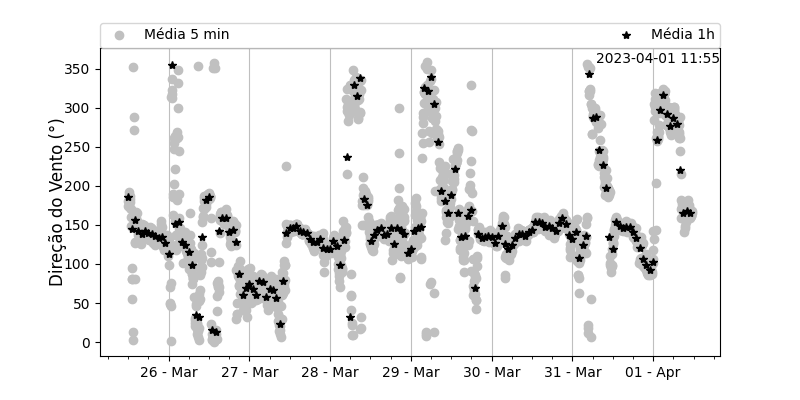 Média 5 min
Média 1h
2023-04-01 11:55
Direção do Vento (°)
350
300
250
200
150
100
50
0
26 - Mar
27 - Mar
28 - Mar
29 - Mar
30 - Mar
31 - Mar
01 - Apr